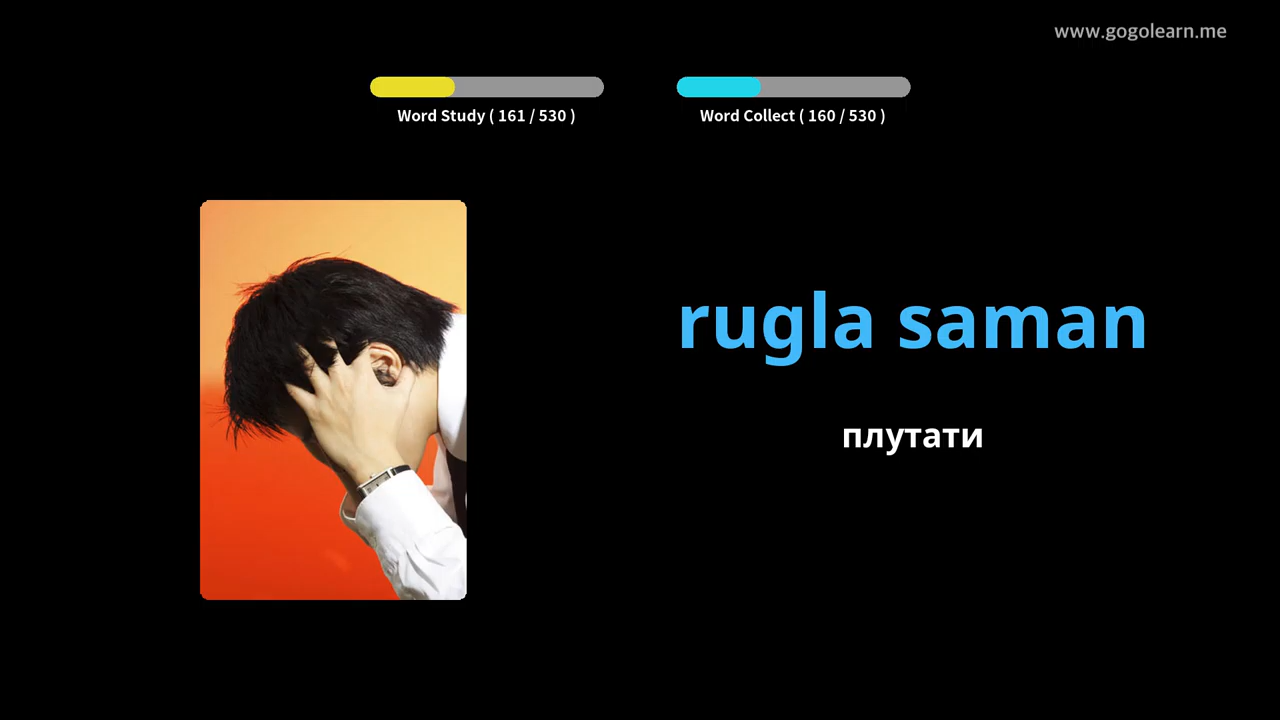 www.gogolearn.me
Word Study ( 161 / 530 )
Word Collect ( 160 / 530 )
rugla saman
плутати